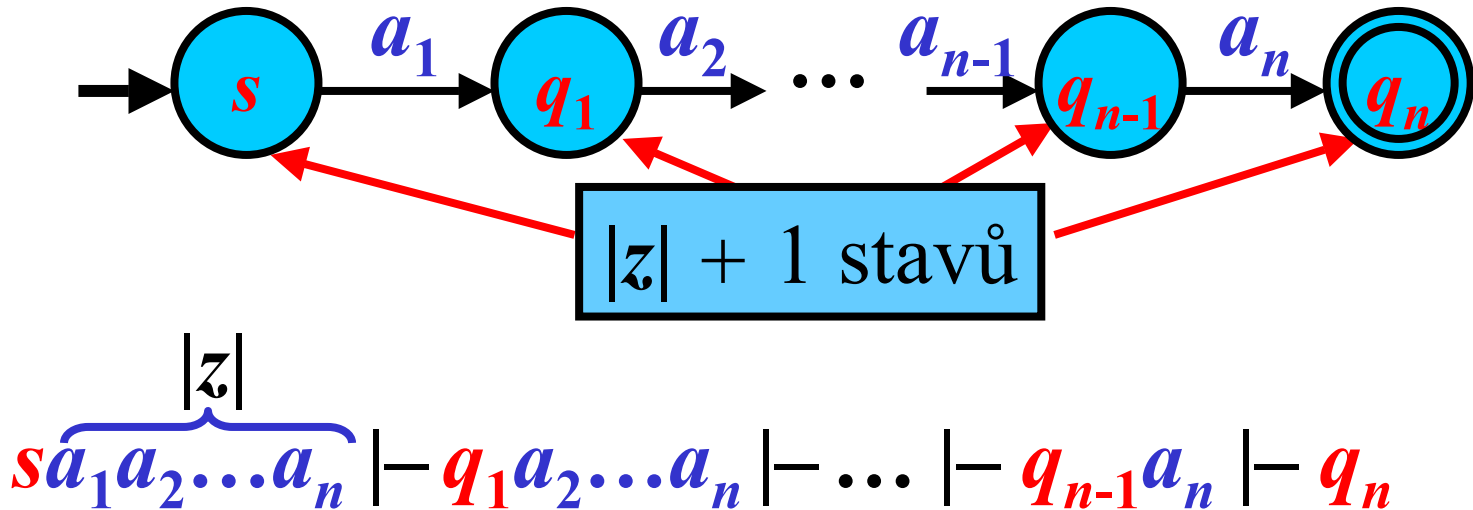 a₁ a₂ ... aₙ₋₁ aₙ
s q₁ qₙ₋₁ qₙ
|z| + 1 stavů
|z|
sa₁a₂...aₙ |– q₁a₂...aₙ |– ... |– qₙ₋₁aₙ |– qₙ